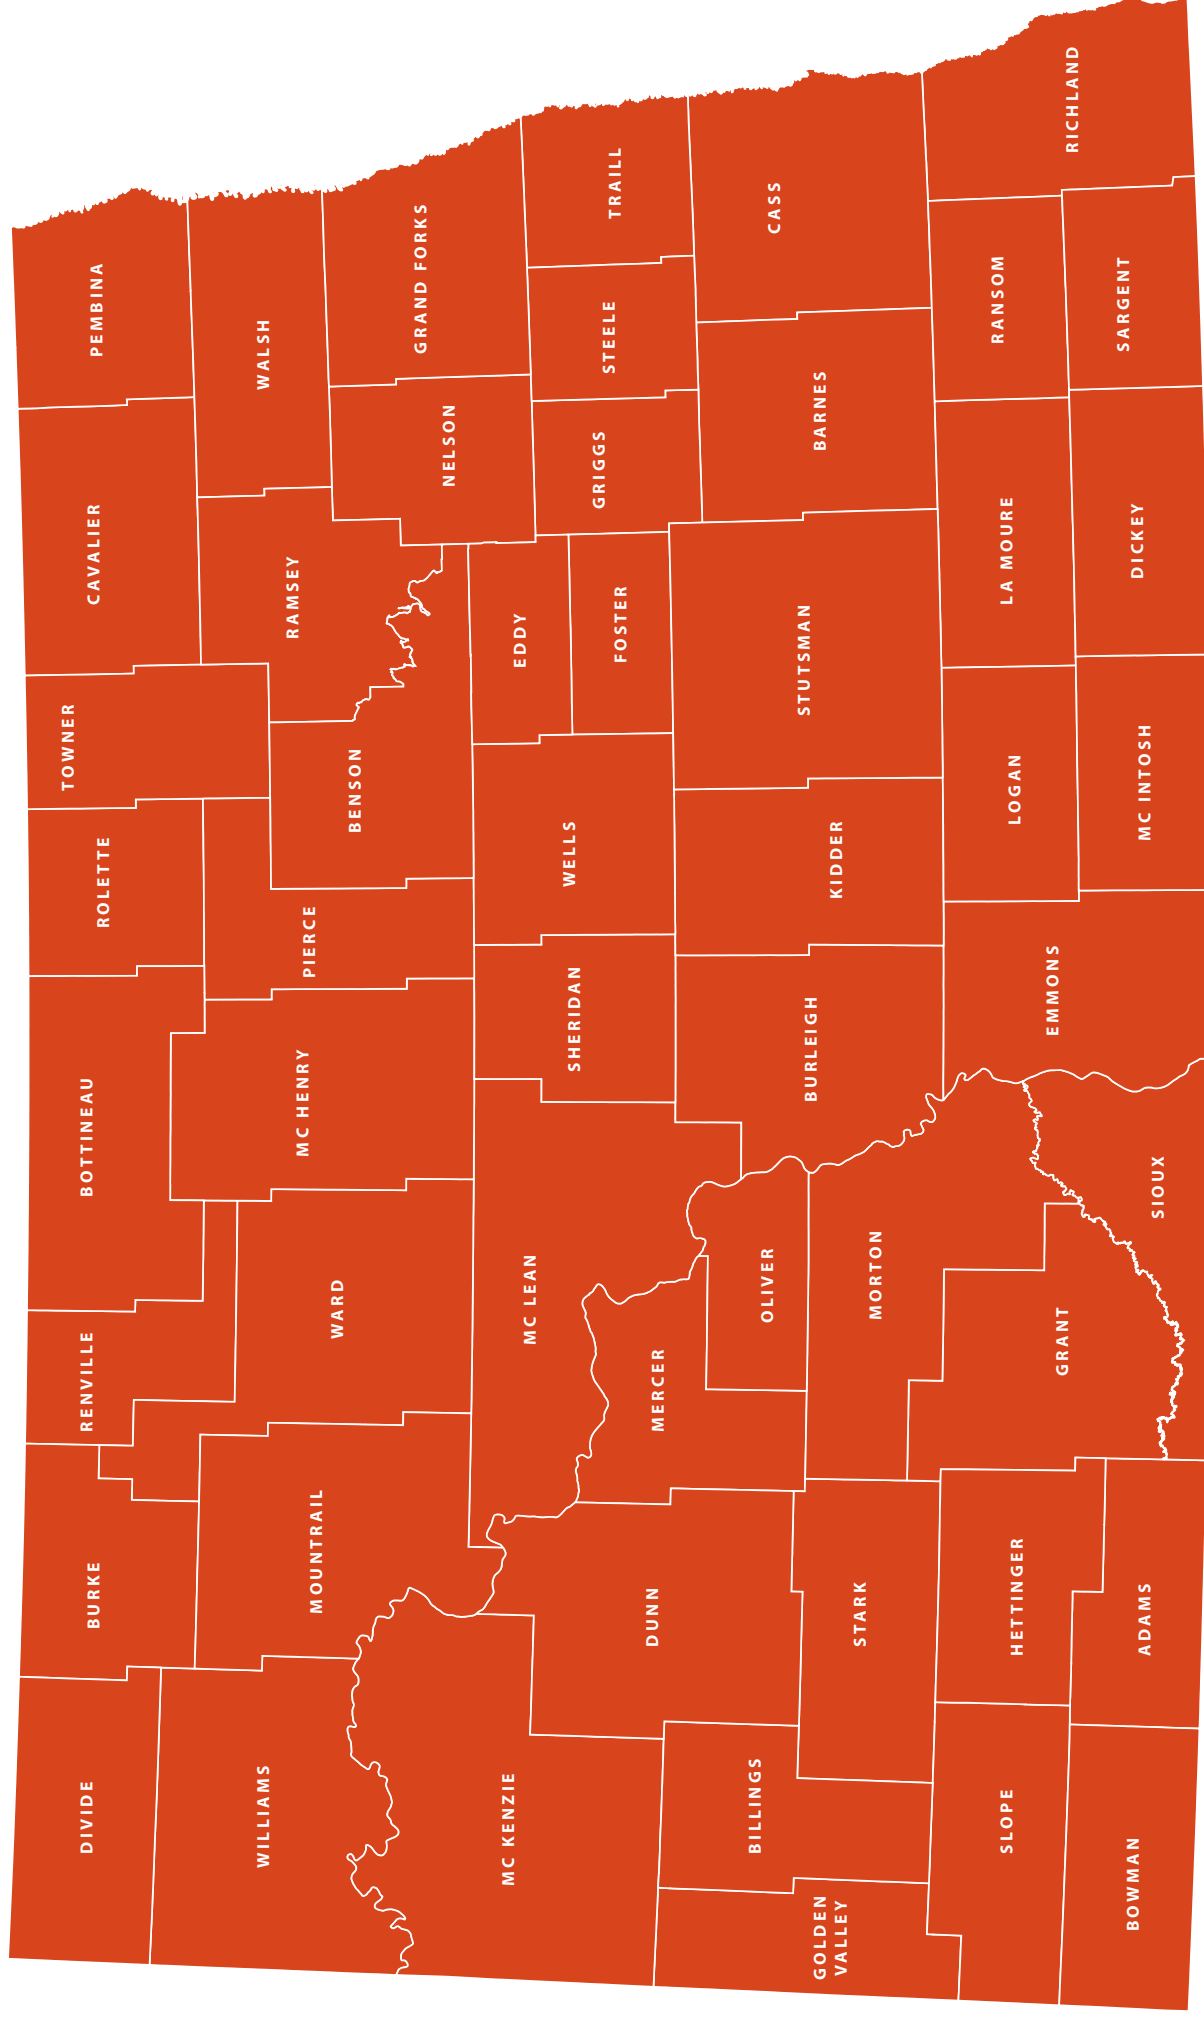 DIVIDE
BURKE
RENVILLE
BOTTINEAU
ROLETTE
TOWNER
CAVALIER
PEMBINA
WILLIAMS
MOUNTRAIL
WARD
MC HENRY
PIERCE
BENSON
RAMSEY
WALSH
MC KENZIE
MC LEAN
SHERIDAN
WELLS
EDDY
FOSTER
NELSON
GRAND FORKS
GRIGGS
STEELE
TRAILL
DUNN
MERCER
OLIVER
GOLDEN
VALLEY
BILLINGS
STARK
MORTON
BURLEIGH
KIDDER
STUTSMAN
BARNES
CASS
SLOPE
HETTINGER
GRANT
EMMONS
LOGAN
LA MOURE
RANSOM
RICHLAND
BOWMAN
ADAMS
SIOUX
MC INTOSH
DICKEY
SARGENT